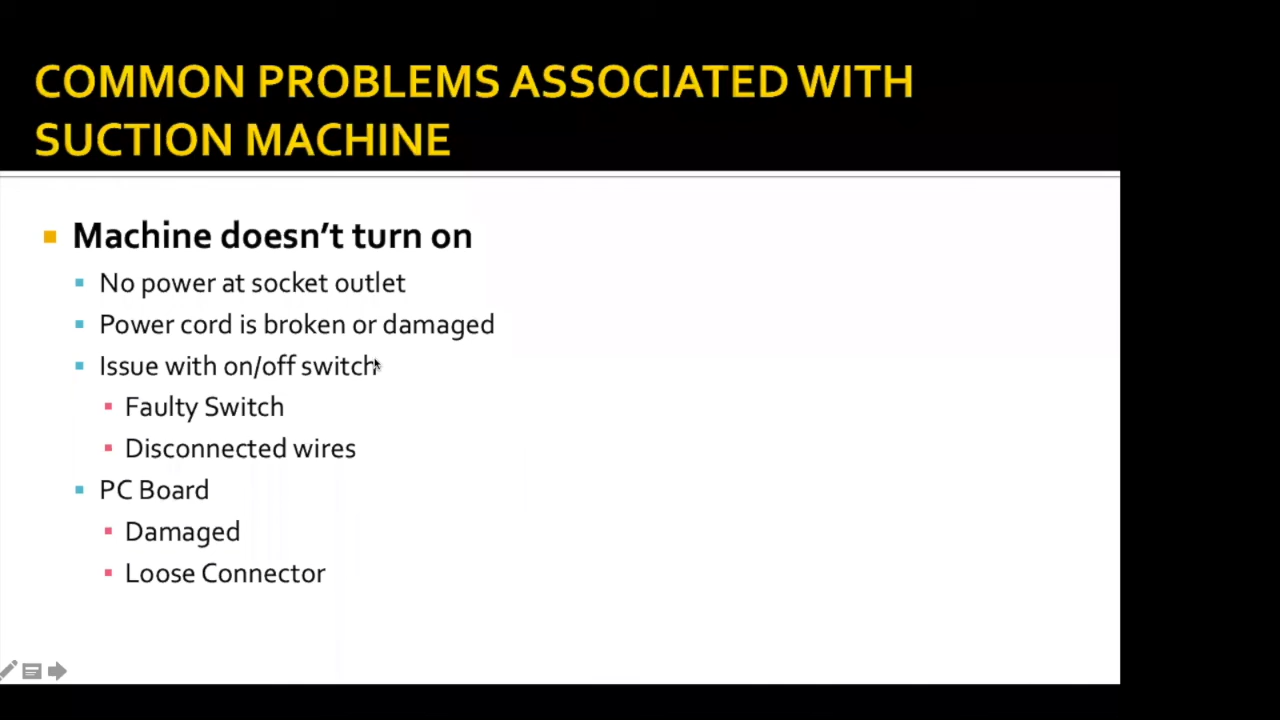 COMMON PROBLEMS ASSOCIATED WITH
SUCTION MACHINE
Machine doesn't turn on
No power at socket outlet
Power cord is broken or damaged
Issue with on/off switch
Faulty Switch
Disconnected wires
PC Board
Damaged
Loose Connector